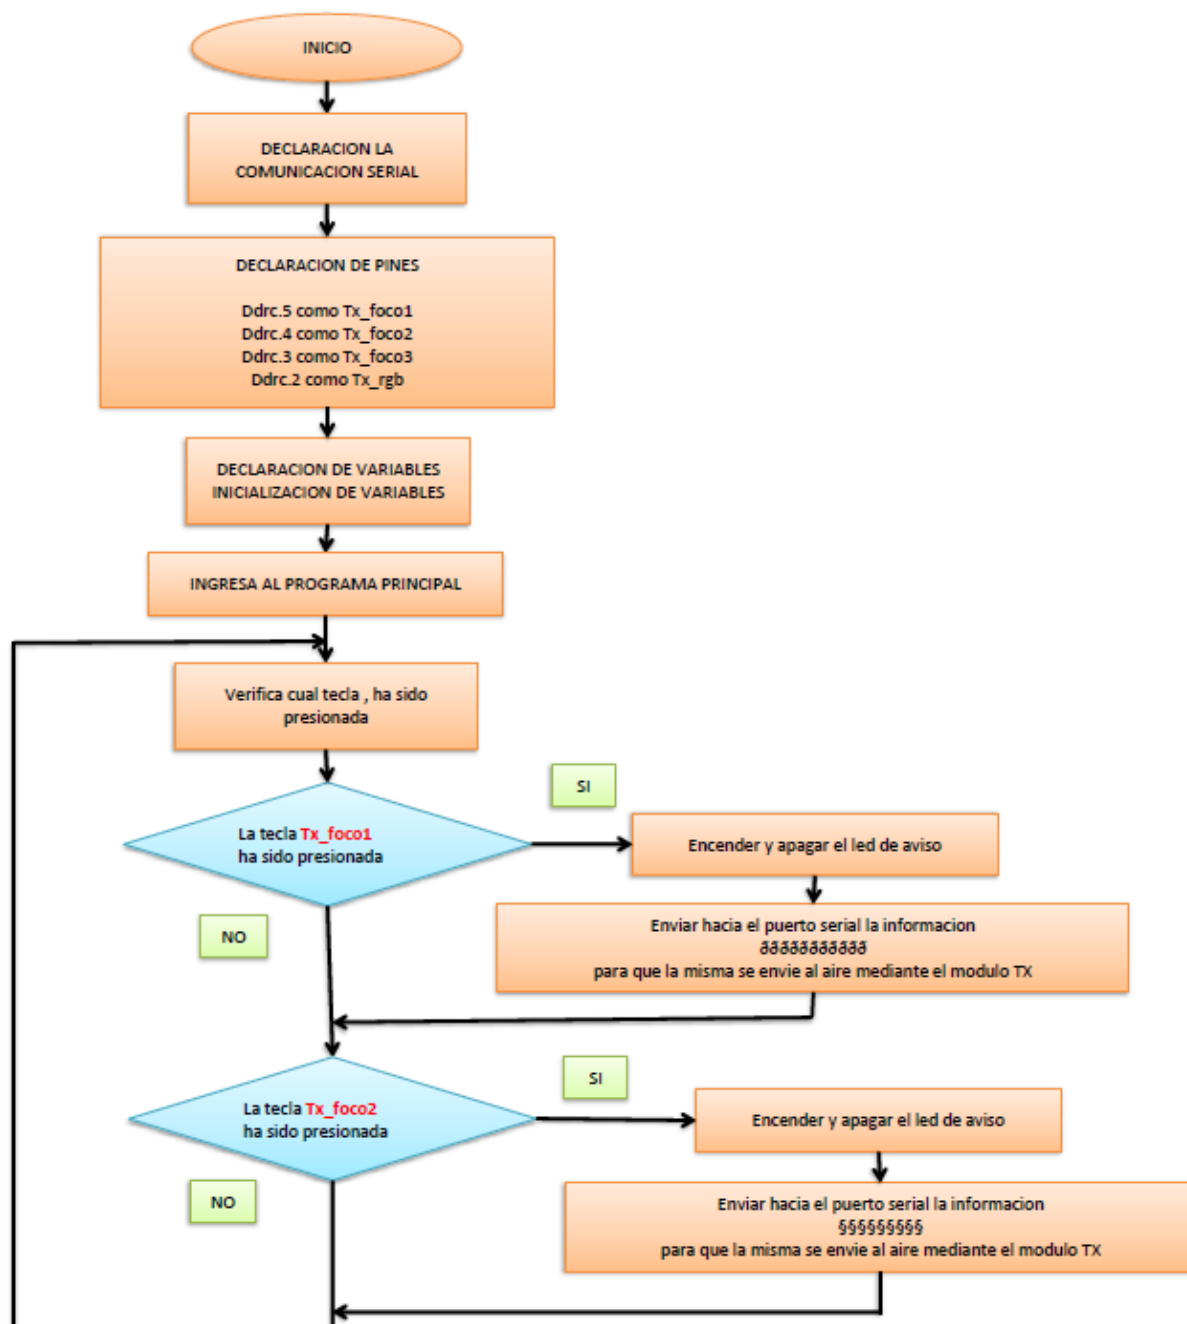 INICIO
DECLARACION LA
COMUNICACION SERIAL
DECLARACION DE PINES
Ddrc.5 como Tx_foco1
Ddrc.4 como Tx_foco2
Ddrc.3 como Tx_foco3
Ddrc.2 como Tx_rgb
DECLARACION DE VARIABLES
INICIALIZACION DE VARIABLES
INGRESA AL PROGRAMA PRINCIPAL
Verifica cual tecla , ha sido
presionada
La tecla Tx_foco1
ha sido presionada
SI
Encender y apagar el led de aviso
Enviar hacia el puerto serial la informacion
para que la misma se envie al aire mediante el modulo TX
NO
La tecla Tx_foco2
ha sido presionada
SI
Encender y apagar el led de aviso
Enviar hacia el puerto serial la informacion
§§§§§§§§§
para que la misma se envie al aire mediante el modulo TX
NO